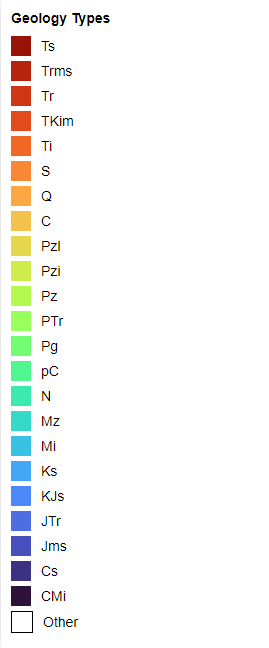 Geology Types
Ts
Trms
Tr
TKim
Ti
S
Q
C
Pzl
Pzi
Pz
PTr
Pg
pC
N
Mz
Mi
Ks
KJs
JTr
Jms
Cs
CMi
Other